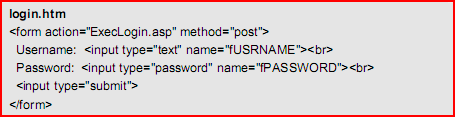 login.htm
<form action="ExecLogin.asp" method="post">
Username: <input type="text" name="fUSRNAME"><br>
Password: <input type="password" name="fPASSWORD"><br>
<input type="submit">
</form>